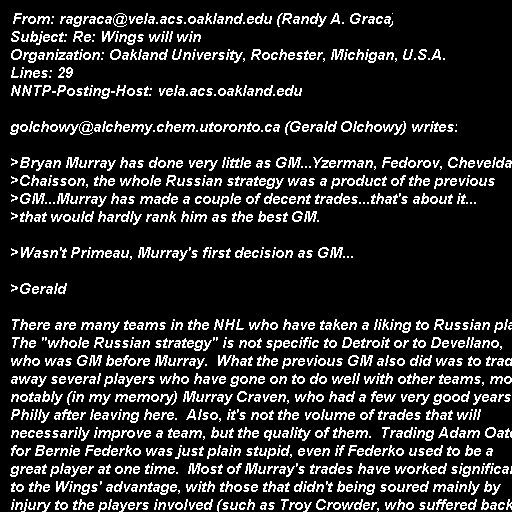 From: ragraca@vela.acs.oakland.edu (Randy A. Graca)
Subject: Re: Wings will win
Organization: Oakland University, Rochester, Michigan, U.S.A.
Lines: 29
NNTP-Posting-Host: vela.acs.oakland.edu
golchowy@alchemy.chem.utoronto.ca (Gerald Olchowy) writes:
>Bryan Murray has done very little as GM...Yzerman, Fedorov, Chevelda
>Chaisson, the whole Russian strategy was a product of the previous
>GM...Murray has made a couple of decent trades...that's about it...
>that would hardly rank him as the best GM.
>Wasn't Primeau, Murray's first decision as GM...
>Gerald
There are many teams in the NHL who have taken a liking to Russian pla
The "whole Russian strategy" is not specific to Detroit or to Devellano,
who was GM before Murray.  What the previous GM also did was to trad
away several players who have gone on to do well with other teams, mo
notably (in my memory) Murray Craven, who had a few very good years
Philly after leaving here.  Also, it's not the volume of trades that will
necessarily improve a team, but the quality of them.  Trading Adam Oat
for Bernie Federko was just plain stupid, even if Federko used to be a
great player at one time.  Most of Murray's trades have worked significan
to the Wings' advantage, with those that didn't being soured mainly by
injury to the players involved (such as Troy Crowder, who suffered back